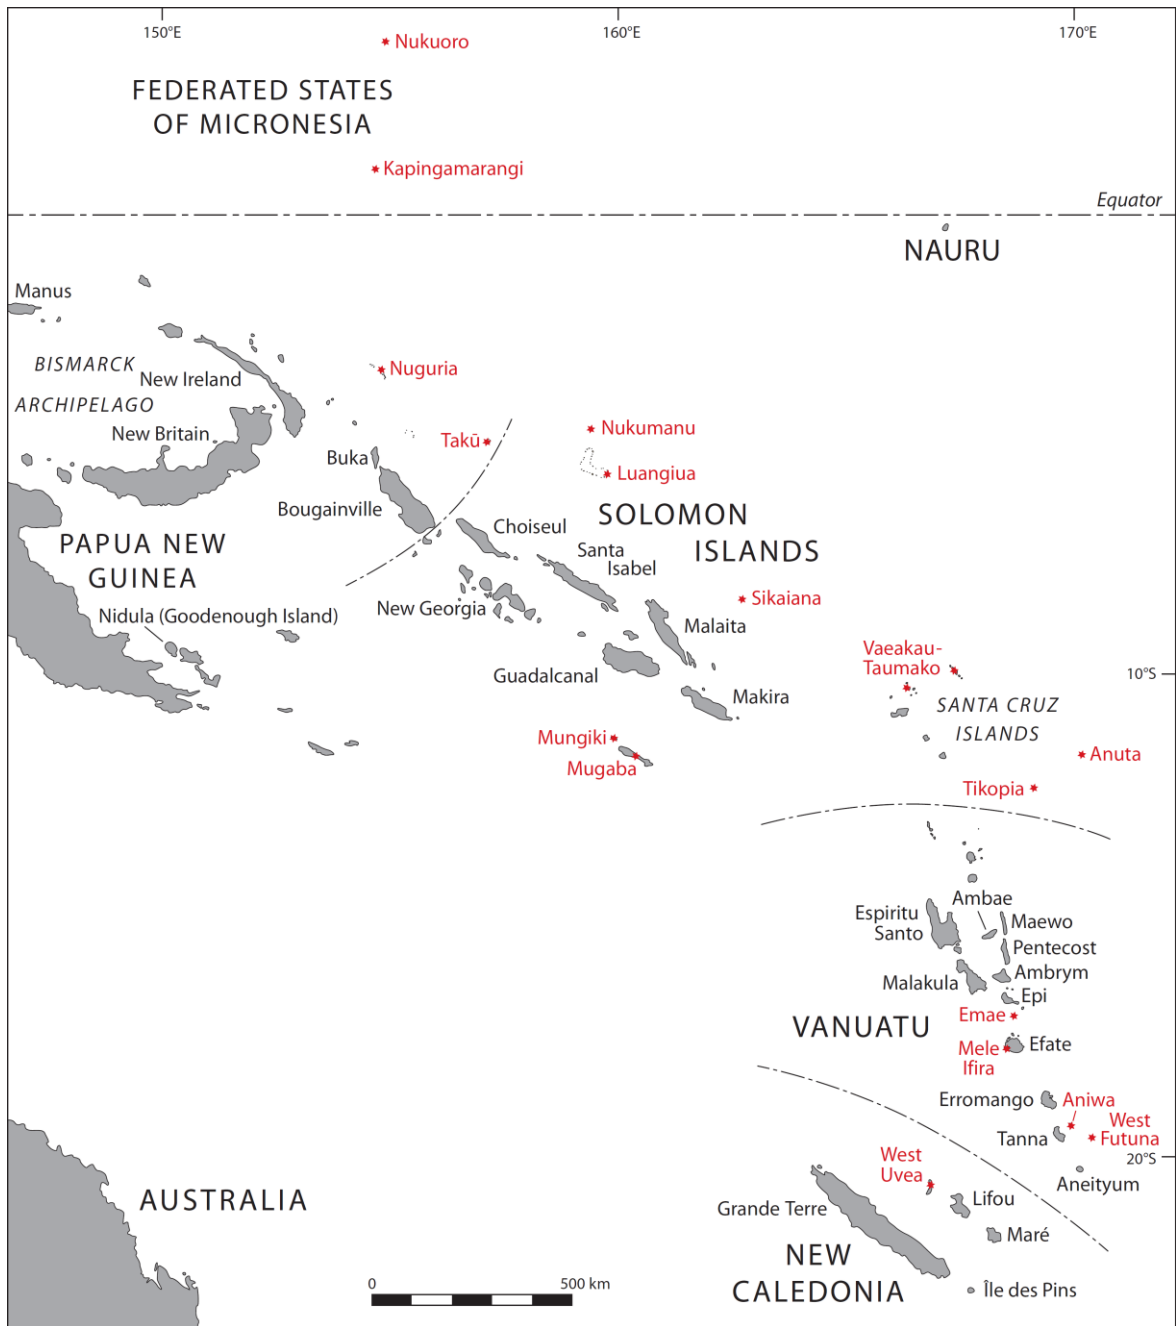 150°E
160°E
170°E
Nukuoro
FEDERATED STATES
OF MICRONESIA
Kapingamarangi
Equator
NAURU
Manus
BISMARCK
ARCHIPELAGO
New Ireland
New Britain
Nuguria
Takū
Nukumanu
Luangiua
Buka
Bougainville
Choiseul
SOLOMON
ISLANDS
Santa
Isabel
PAPUA NEW
GUINEA
Nidula (Goodenough Island)
New Georgia
Sikaiana
Malaita
Guadalcanal
Makira
Vaeakau-
Taumako
10°S
SANTA CRUZ
ISLANDS
Mungiki
Mugaba
Anuta
Tikopia
Ambae
Espiritu
Santo
Maewo
Pentecost
Malakula
Ambrym
Epi
Emae
VANUATU
Mele
Ifira
Efate
Erromango
Aniwa
West
Futuna
Tanna
20°S
West
Uvea
Aneityum
Lifou
Grande Terre
Maré
AUSTRALIA
NEW
CALEDONIA
Île des Pins
0
500 km